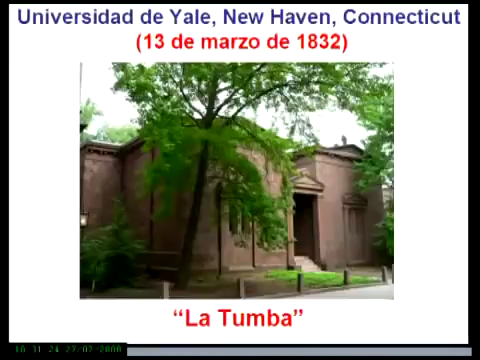 Universidad de Yale, New Haven, Connecticut
(13 de marzo de 1832)
“La Tumba”